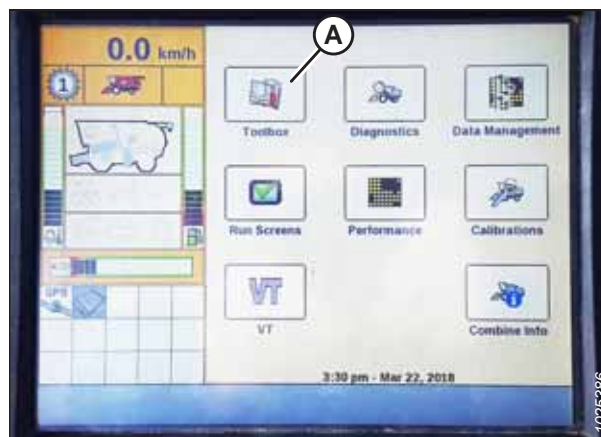 0.0 km/h
A
1
Toolbox
Diagnostics
Data Management
Run Screens
Performance
Calibrations
GPS
VT
VT
Combine Info
3:30 pm - Mar 22, 2018
1025286